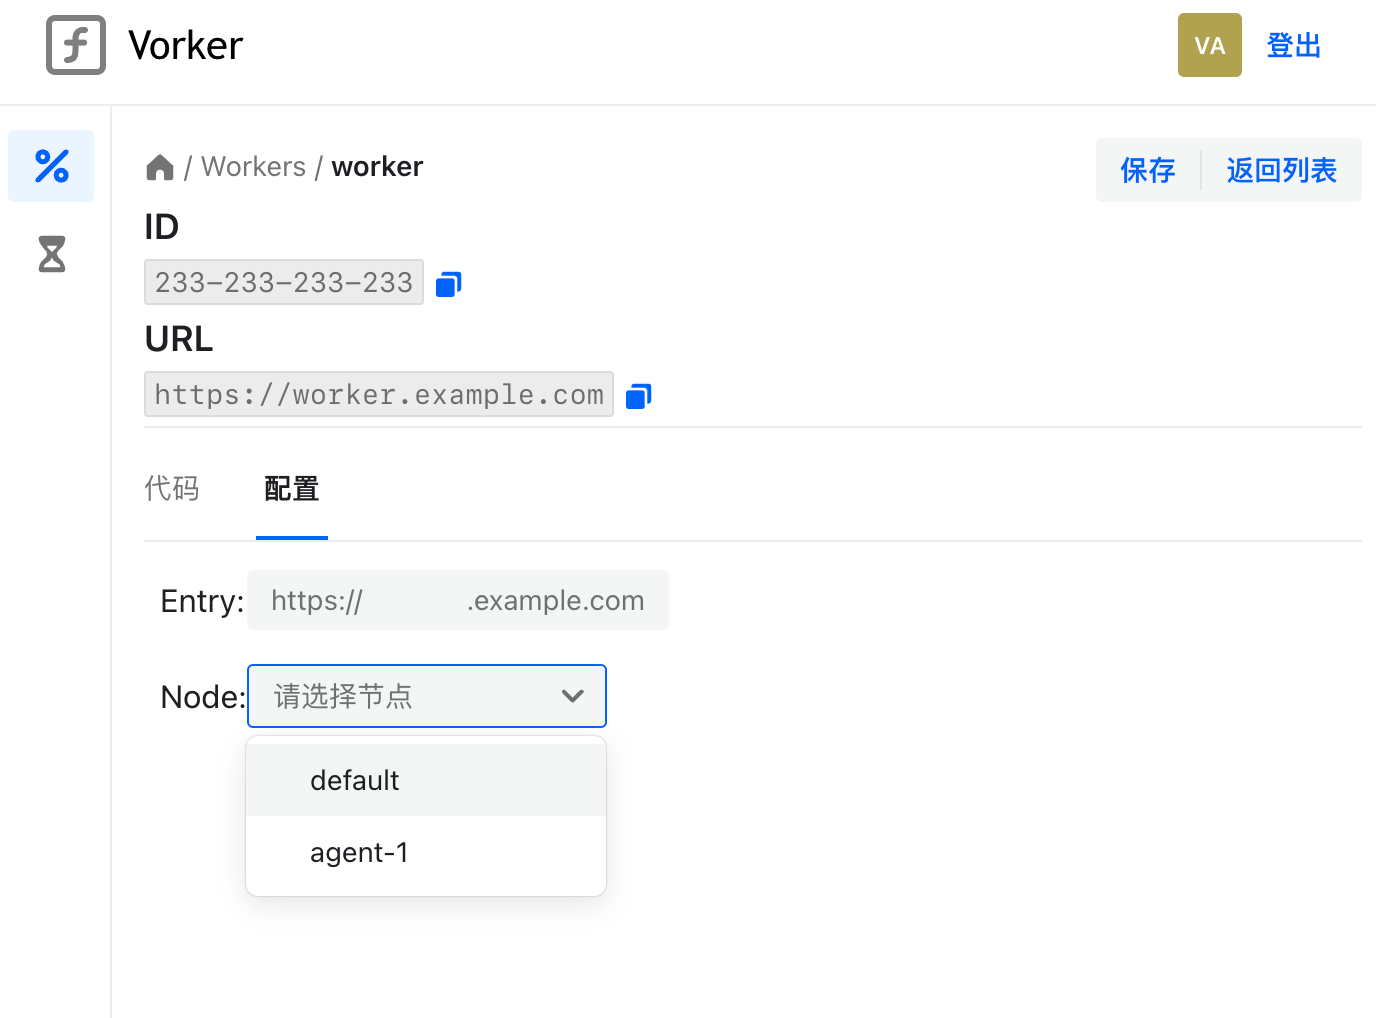 Vorker
VA 登出
/ Workers / worker
保存 返回列表
ID
233-233-233-233
URL
https://worker.example.com
代码 配置
Entry: https:// .example.com
Node: 请选择节点
default
agent-1